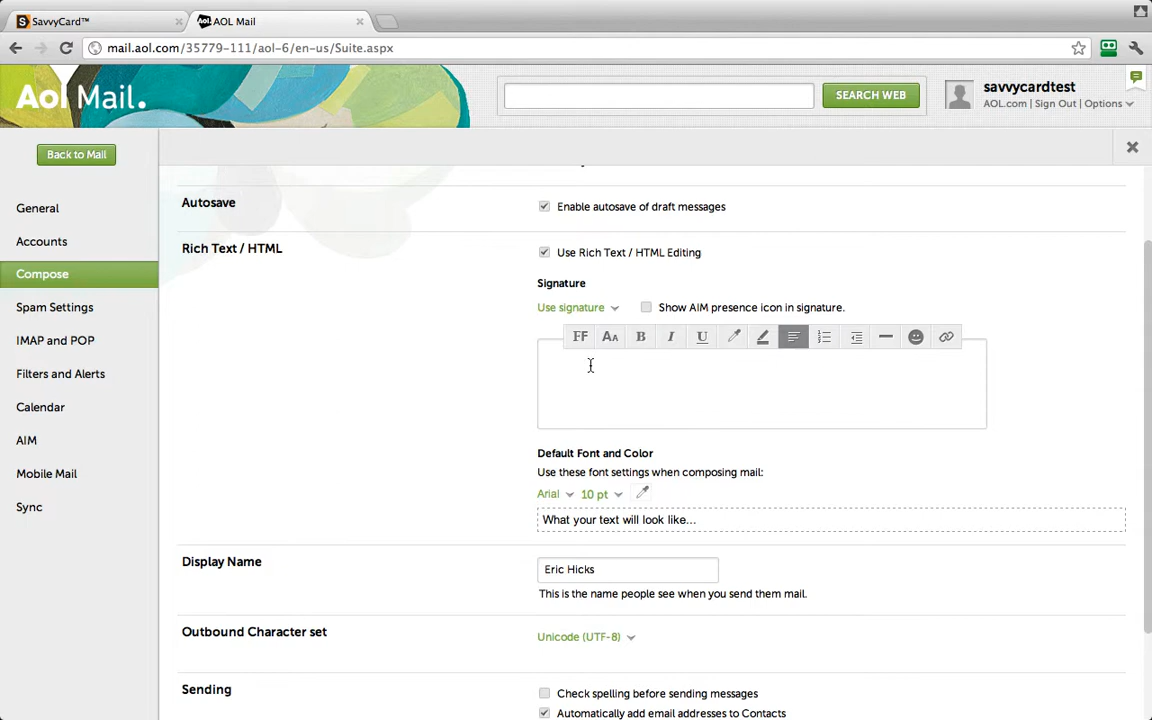 SavvyCard™
Aol. AOL Mail
mail.aol.com/35779-111/aol-6/en-us/Suite.aspx
Aol Mail.
SEARCH WEB
savvycardtest
AOL.com | Sign Out | Options
Back to Mail
General
Accounts
Compose
Spam Settings
IMAP and POP
Filters and Alerts
Calendar
AIM
Mobile Mail
Sync
Autosave
Enable autosave of draft messages
Rich Text / HTML
Use Rich Text / HTML Editing
Signature
Use signature
Show AIM presence icon in signature.
FF AA B I U
Default Font and Color
Use these font settings when composing mail:
Arial 10 pt
What your text will look like...
Display Name
Eric Hicks
This is the name people see when you send them mail.
Outbound Character set
Unicode (UTF-8)
Sending
Check spelling before sending messages
Automatically add email addresses to Contacts